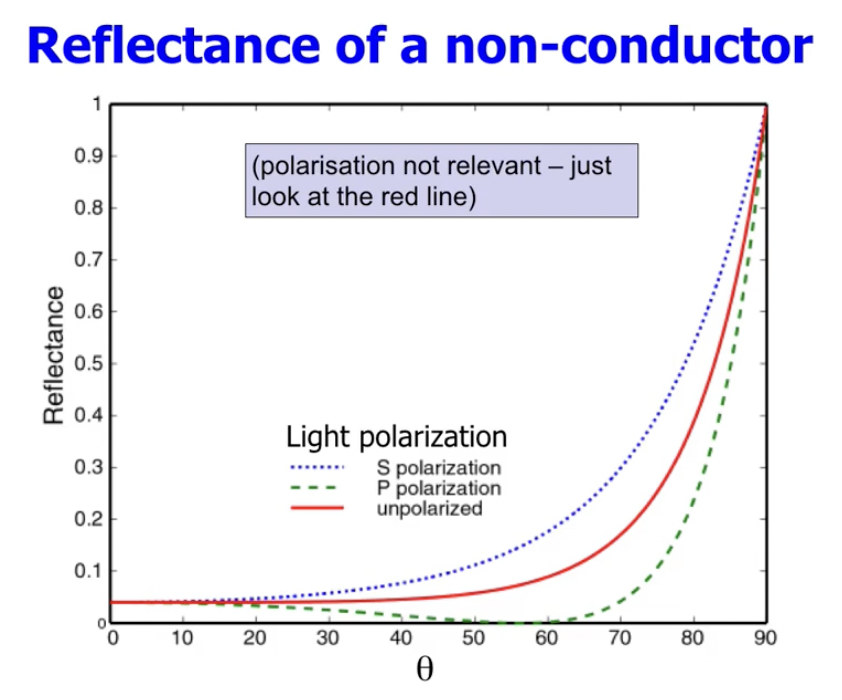 Reflectance of a non-conductor
1
(polarisation not relevant – just
look at the red line)
0.9
0.8
0.7
0.6
0.5
0.4
0.3
0.2
0.1
0
Reflectance
Light polarization
S polarization
P polarization
unpolarized
0 10 20 30 40 50 60 70 80 90
θ